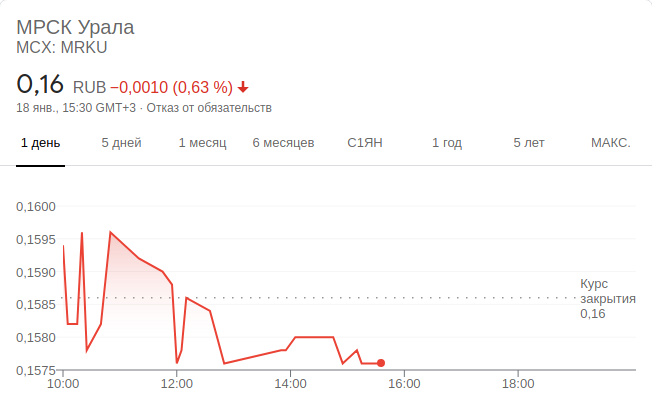 МРСК Урала
MCX: MRKU
0,16 RUB −0,0010 (0,63 %)
18 янв., 15:30 GMT+3 · Отказ от обязательств
1 день 5 дней 1 месяц 6 месяцев С1ЯН 1 год 5 лет МАКС.
0,1600
0,1595
0,1590
0,1585
0,1580
0,1575
Курс
закрытия
0,16
10:00 12:00 14:00 16:00 18:00